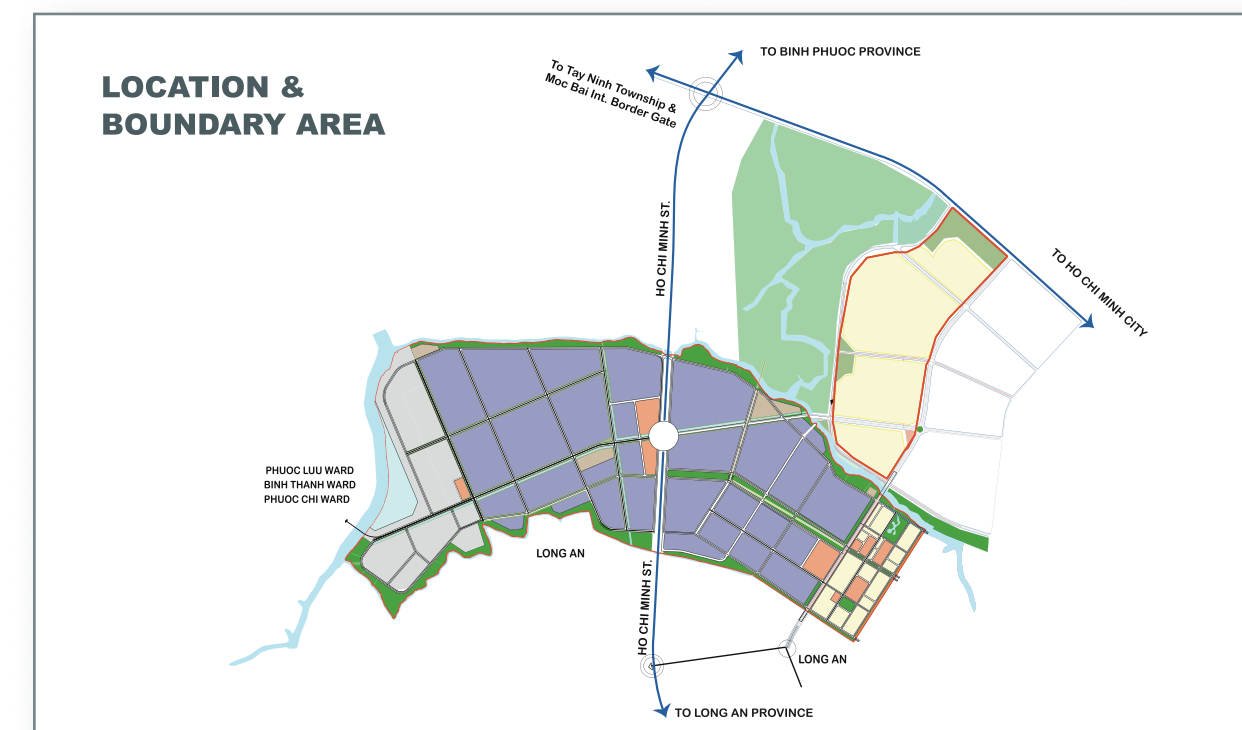 LOCATION &
BOUNDARY AREA
TO BINH PHUOC PROVINCE
To Tay Ninh Township &
Moc Bai Int. Border Gate
HO CHI MINH ST.
TO HO CHI MINH CITY
PHUOC LUU WARD
BINH THANH WARD
PHUOC CHI WARD
LONG AN
HO CHI MINH ST.
LONG AN
TO LONG AN PROVINCE